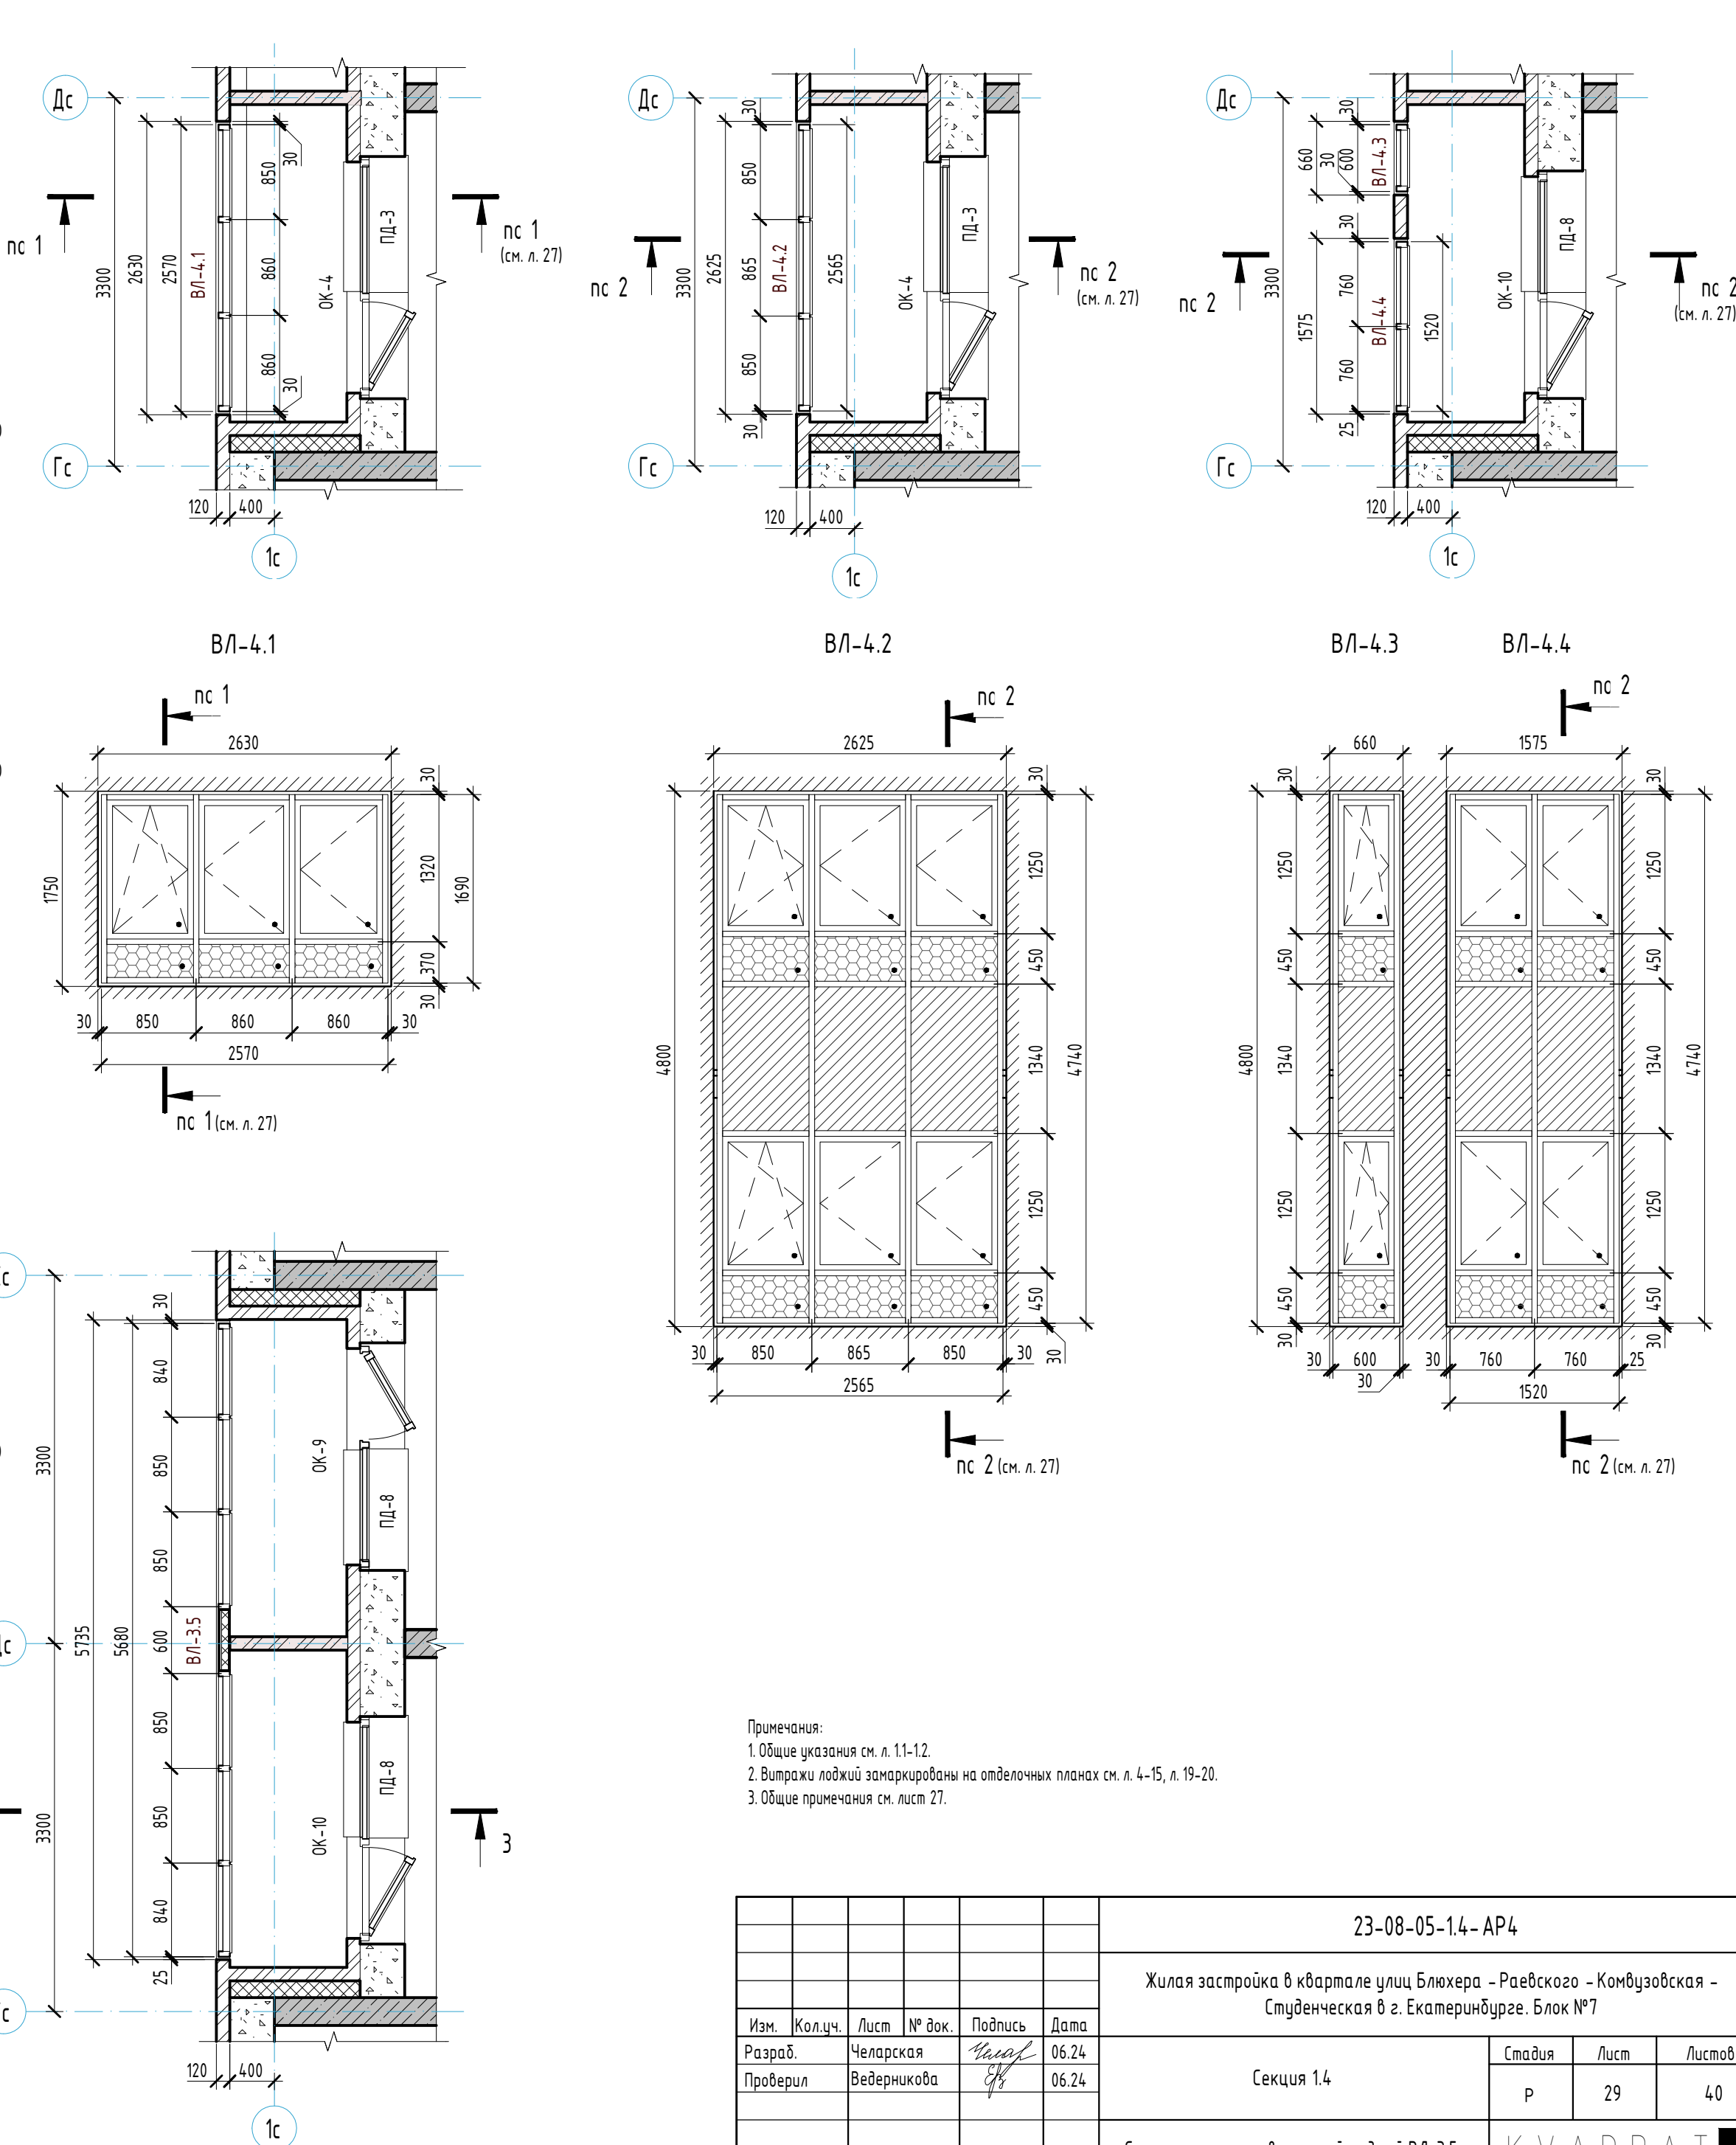 Дс
3300
2630
2570
ВЛ-4.1
850
30
860
860
30
ОК-4
ПД-3
пс 1
пс 1
(см. л. 27)
Гс
120
400
1с
Дс
3300
2625
30
850
865
850
30
ВЛ-4.2
2565
ОК-4
ПД-3
пс 2
пс 2
(см. л. 27)
Гс
120
400
1с
Дс
3300
660
1575
30
600
30
30
760
760
25
ВЛ-4.3
ВЛ-4.4
1520
ОК-10
ПД-8
пс 2
пс 2
(см. л. 27)
Гс
120
400
1с
ВЛ-4.1
пс 1
2630
1750
30
1320
370
30
1690
30
850
860
860
30
2570
пс 1 (см. л. 27)
ВЛ-4.2
пс 2
2625
4800
30
1250
450
1340
1250
450
30
4740
30
850
865
850
30
2565
пс 2 (см. л. 27)
ВЛ-4.3
ВЛ-4.4
пс 2
660
1575
4800
30
1250
450
1340
1250
450
30
30
1250
450
1340
1250
450
30
4740
30
600
30
30
760
760
25
1520
пс 2 (см. л. 27)
3300
3300
5735
5680
30
840
850
850
600
850
850
840
25
ВЛ-3.5
ОК-9
ПД-8
ОК-10
ПД-8
3
120
400
1с
Примечания:
1. Общие указания см. л. 1.1-1.2.
2. Витражи лоджий замаркированы на отделочных планах см. л. 4-15, л. 19-20.
3. Общие примечания см. лист 27.
23-08-05-1.4-АР4
Жилая застройка в квартале улиц Блюхера - Раевского - Комвузовская -
Студенческая в г. Екатеринбурге. Блок №7
Изм. Кол.уч. Лист № док. Подпись Дата
Разраб. Челарская 06.24
Проверил Ведерникова 06.24
Секция 1.4
Стадия Лист Листов
Р 29 40
KVADRAT